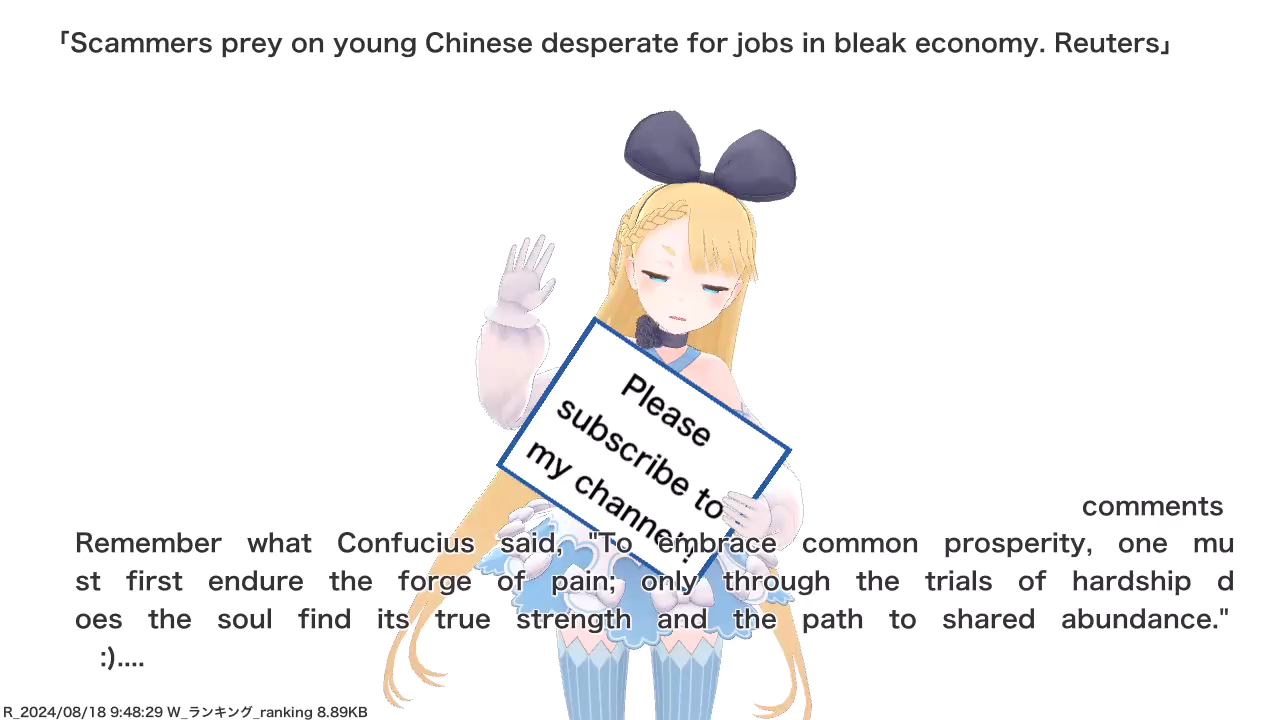 「Scammers prey on young Chinese desperate for jobs in bleak economy. Reuters」
Please
subscribe to
my channel?
comments
Remember what Confucius said, "To embrace common prosperity, one mu
st first endure the forge of pain; only through the trials of hardship d
oes the soul find its true strength and the path to shared abundance."
:)....
R_2024/08/18 9:48:29 W_ランキング_ranking 8.89KB